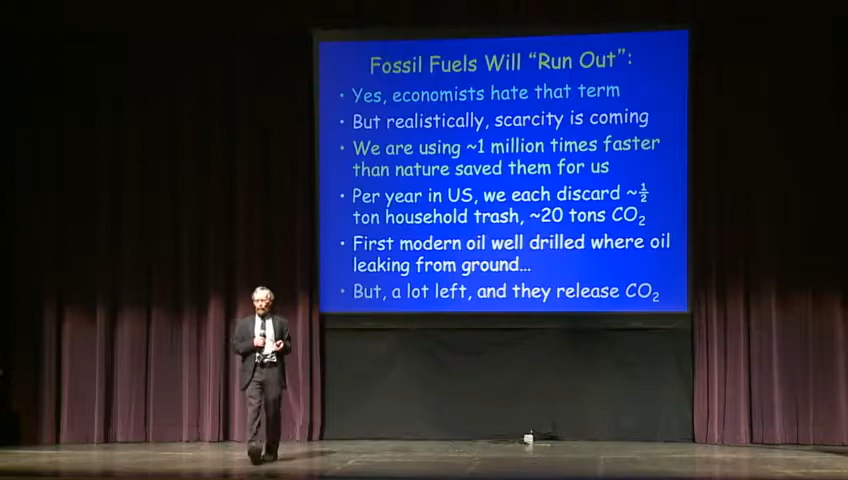 Fossil Fuels Will “Run Out”:
• Yes, economists hate that term
• But realistically, scarcity is coming
• We are using ~1 million times faster
than nature saved them for us
• Per year in US, we each discard ~½
ton household trash, ~20 tons CO₂
• First modern oil well drilled where oil
leaking from ground…
• But, a lot left, and they release CO₂